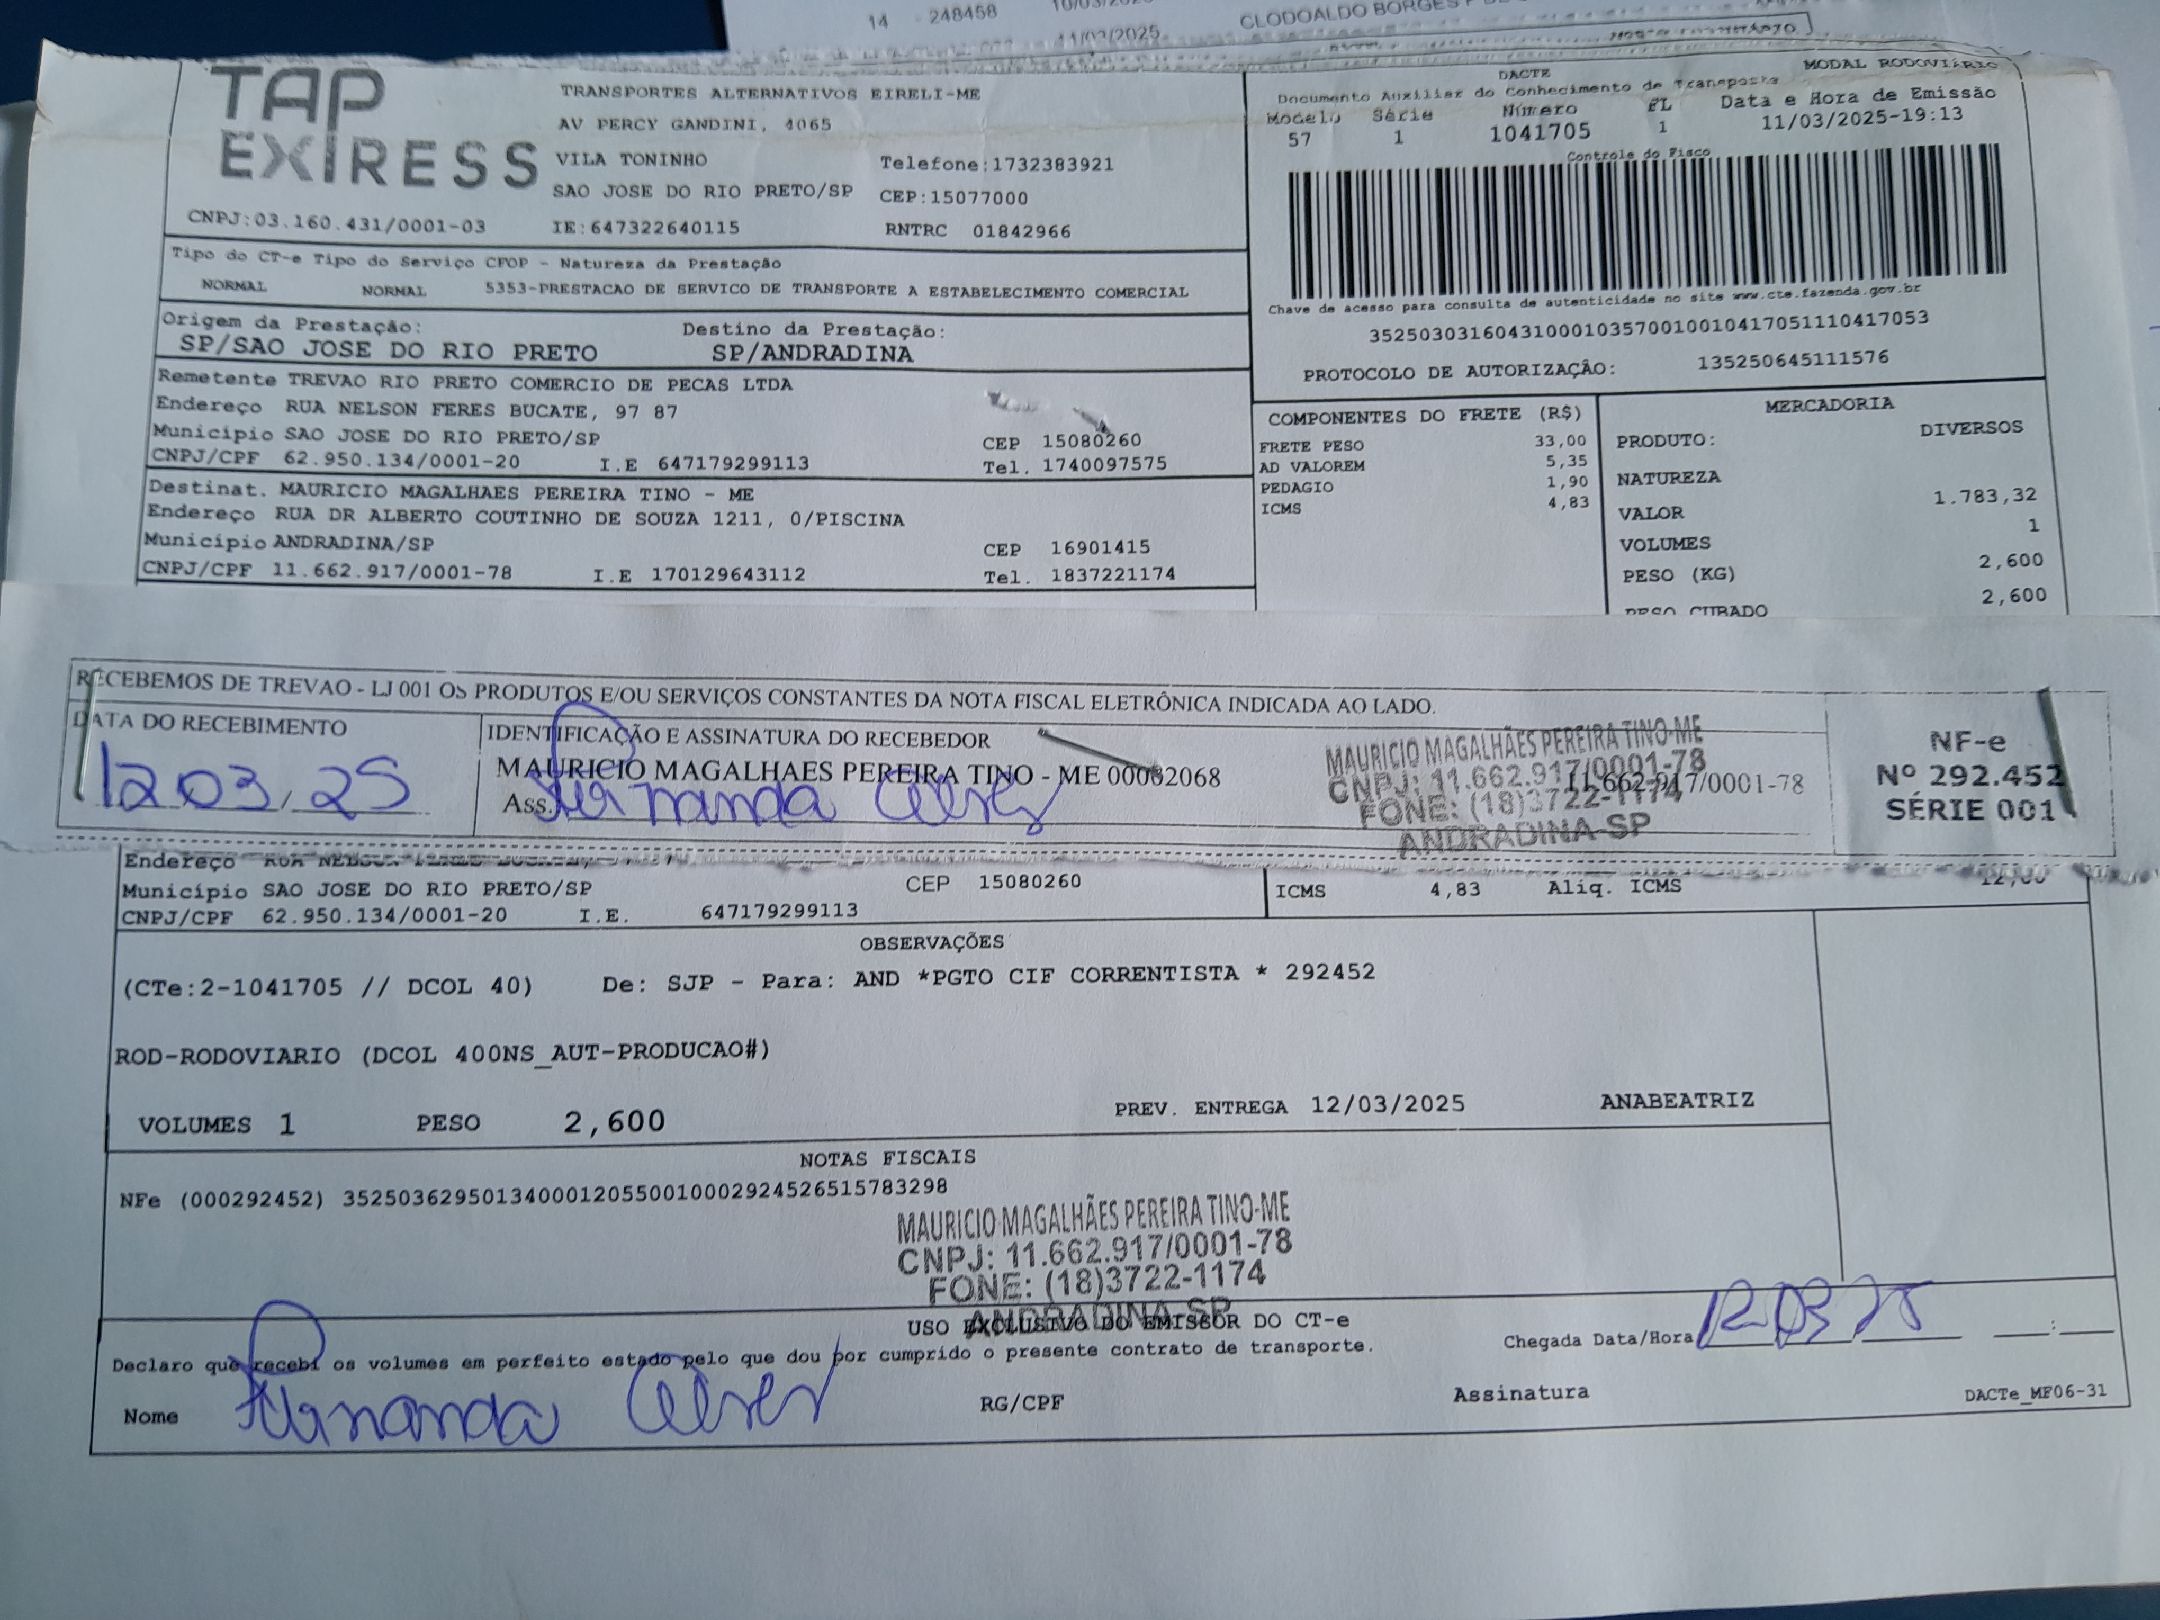 14 248458 10/03/2025 CLODOALDO BORGES
11/03/2025
TAP
EXIRESS
TRANSPORTES ALTERNATIVOS EIRELI-ME
AV PERCY GANDINI, 4065
VILA TONINHO Telefone:1732383921
SAO JOSE DO RIO PRETO/SP CEP:15077000
CNPJ:03.160.431/0001-03 IE:647322640115 RNTRC 01842966
DACTE MODAL RODOVIÁRIO
Documento Auxiliar do Conhecimento de Transporte
Modelo Série Número FL Data e Hora de Emissão
57 1 1041705 1 11/03/2025-19:13
Controle do Fisco
Chave de acesso para consulta de autenticidade no site www.cte.fazenda.gov.br
35250303160431000103570010010417051110417053
PROTOCOLO DE AUTORIZAÇÃO: 135250645111576
Tipo do CT-e Tipo do Serviço CFOP - Natureza da Prestação
NORMAL NORMAL 5353-PRESTACAO DE SERVICO DE TRANSPORTE A ESTABELECIMENTO COMERCIAL
Origem da Prestação: Destino da Prestação:
SP/SAO JOSE DO RIO PRETO SP/ANDRADINA
Remetente TREVAO RIO PRETO COMERCIO DE PECAS LTDA
Endereço RUA NELSON FERES BUCATE, 97 87
Município SAO JOSE DO RIO PRETO/SP CEP 15080260
CNPJ/CPF 62.950.134/0001-20 I.E 647179299113 Tel. 1740097575
Destinat. MAURICIO MAGALHAES PEREIRA TINO - ME
Endereço RUA DR ALBERTO COUTINHO DE SOUZA 1211, 0/PISCINA
Município ANDRADINA/SP CEP 16901415
CNPJ/CPF 11.662.917/0001-78 I.E 170129643112 Tel. 1837221174
COMPONENTES DO FRETE (R$)
FRETE PESO 33,00
AD VALOREM 5,35
PEDAGIO 1,90
ICMS 4,83
MERCADORIA
PRODUTO: DIVERSOS
NATUREZA
VALOR 1.783,32
VOLUMES 1
PESO (KG) 2,600
PESO CUBADO 2,600
RECEBEMOS DE TREVAO - LJ 001 OS PRODUTOS E/OU SERVIÇOS CONSTANTES DA NOTA FISCAL ELETRÔNICA INDICADA AO LADO.
DATA DO RECEBIMENTO
12 03 / 25
IDENTIFICAÇÃO E ASSINATURA DO RECEBEDOR
MAURICIO MAGALHAES PEREIRA TINO - ME 00082068 11.662.917/0001-78
Ass. Fernanda Alves
MAURICIO MAGALHÃES PEREIRA TINO-ME
CNPJ: 11.662.917/0001-78
FONE: (18)3722-1174
ANDRADINA-SP
NF-e
Nº 292.452
SÉRIE 001
Endereço
Município SAO JOSE DO RIO PRETO/SP CEP 15080260
CNPJ/CPF 62.950.134/0001-20 I.E. 647179299113
ICMS 4,83 Aliq. ICMS 12,00
OBSERVAÇÕES
(CTe:2-1041705 // DCOL 40) De: SJP - Para: AND *PGTO CIF CORRENTISTA * 292452
ROD-RODOVIARIO (DCOL 400NS_AUT-PRODUCAO#)
VOLUMES 1 PESO 2,600 PREV. ENTREGA 12/03/2025 ANABEATRIZ
NOTAS FISCAIS
NFe (000292452) 35250362950134000120550010002924526515783298
MAURICIO MAGALHÃES PEREIRA TINO-ME
CNPJ: 11.662.917/0001-78
FONE: (18)3722-1174
ANDRADINA-SP
USO EXCLUSIVO DO EMISSOR DO CT-e
Declaro que recebi os volumes em perfeito estado pelo que dou por cumprido o presente contrato de transporte.
Chegada Data/Hora 12 03 25 :
Nome Fernanda Alves RG/CPF Assinatura DACTe_MF06-31